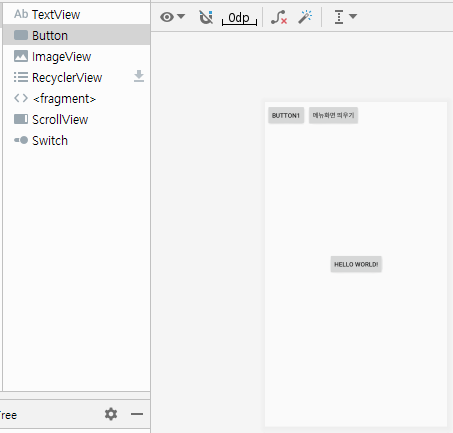 Ab TextView
Button
ImageView
RecyclerView
<> <fragment>
ScrollView
Switch
0dp
BUTTON1
메뉴화면 띄우기
HELLO WORLD!
ree